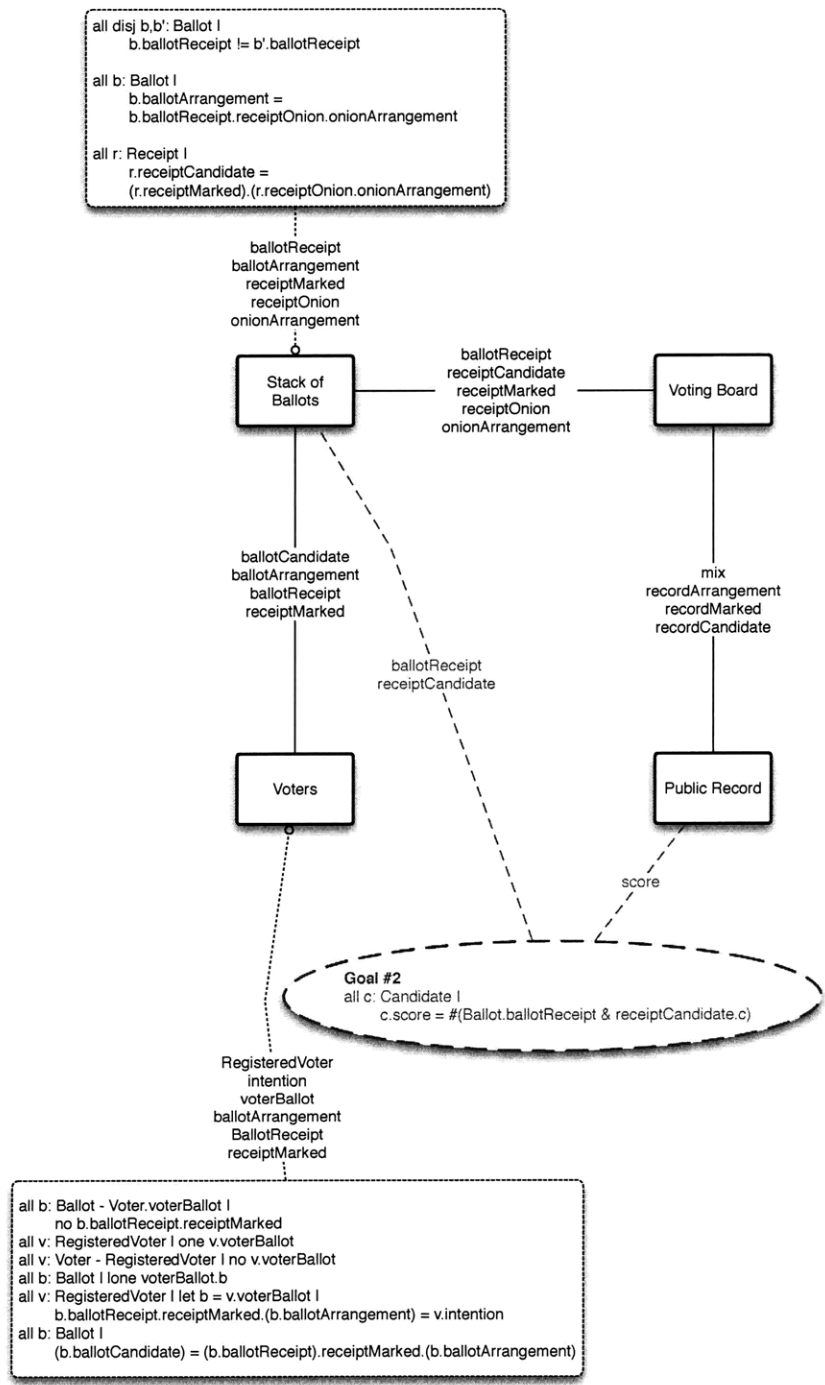 all disj b,b': Ballot |
b.ballotReceipt != b'.ballotReceipt
all b: Ballot |
b.ballotArrangement =
b.ballotReceipt.receiptOnion.onionArrangement
all r: Receipt |
r.receiptCandidate =
(r.receiptMarked).(r.receiptOnion.onionArrangement)
ballotReceipt
ballotArrangement
receiptMarked
receiptOnion
onionArrangement
Stack of
Ballots
ballotReceipt
receiptCandidate
receiptMarked
receiptOnion
onionArrangement
Voting Board
ballotCandidate
ballotArrangement
ballotReceipt
receiptMarked
mix
recordArrangement
recordMarked
recordCandidate
ballotReceipt
receiptCandidate
Voters
Public Record
score
Goal #2
all c: Candidate |
c.score = #(Ballot.ballotReceipt & receiptCandidate.c)
RegisteredVoter
intention
voterBallot
ballotArrangement
BallotReceipt
receiptMarked
all b: Ballot - Voter.voterBallot |
no b.ballotReceipt.receiptMarked
all v: RegisteredVoter | one v.voterBallot
all v: Voter - RegisteredVoter | no v.voterBallot
all b: Ballot | lone voterBallot.b
all v: RegisteredVoter | let b = v.voterBallot |
b.ballotReceipt.receiptMarked.(b.ballotArrangement) = v.intention
all b: Ballot |
(b.ballotCandidate) = (b.ballotReceipt).receiptMarked.(b.ballotArrangement)